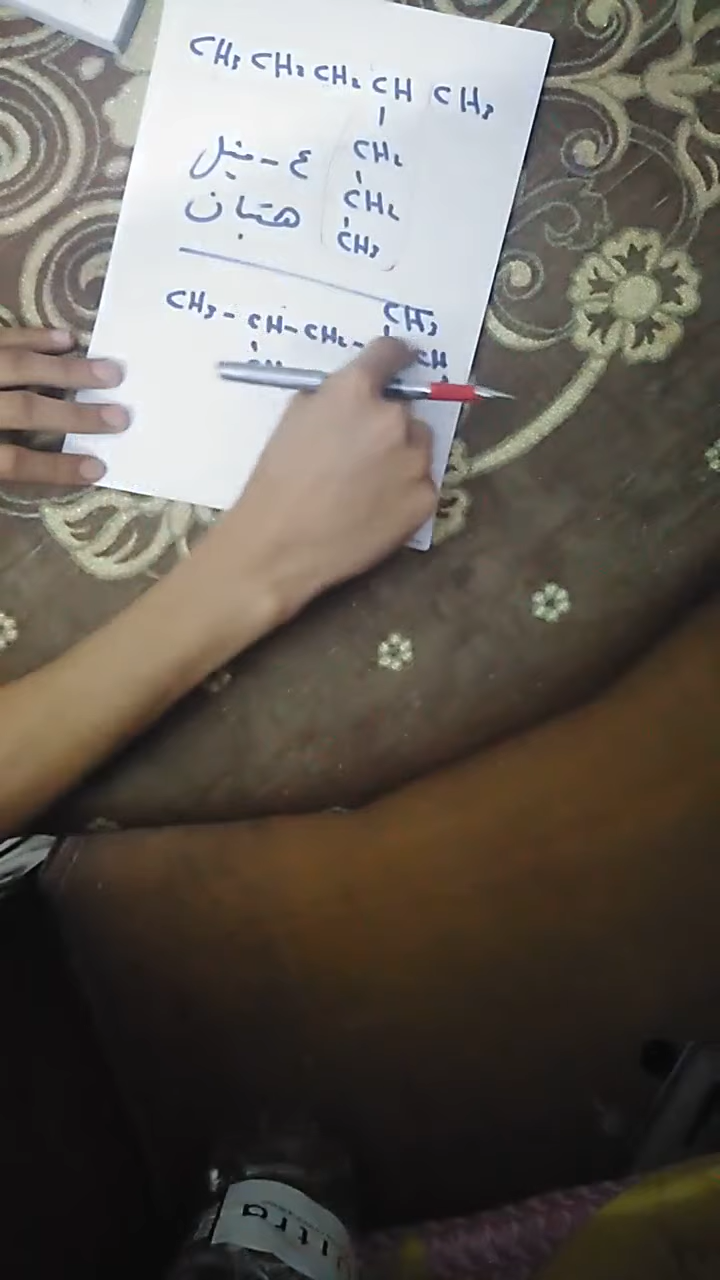 CH₃ CH₂ CH₂ CH CH₃
CH₂
CH₂
CH₃
٤ - ميثيل
هبتان
CH₃
CH₃ - CH - CH₂ - CH